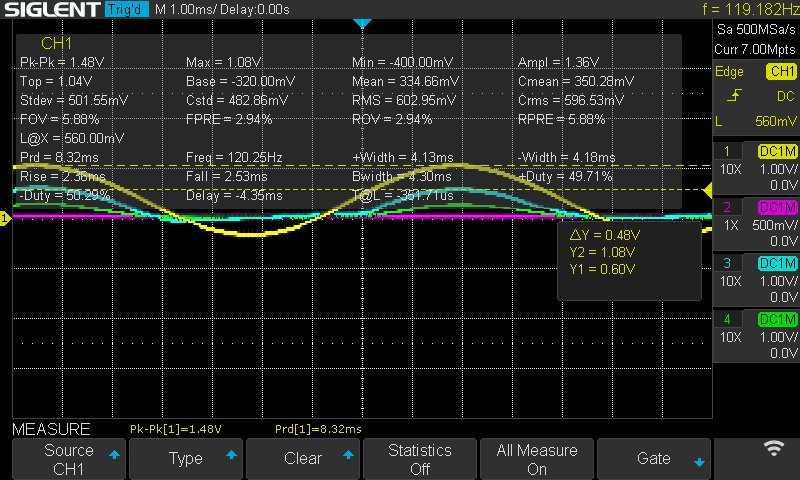 SIGLENT Trig'd M 1.00ms/ Delay:0.00s f = 119.182Hz
Sa 500MSa/s
Curr 7.00Mpts
CH1
Pk-Pk = 1.48V Max = 1.08V Min = -400.00mV Ampl = 1.36V
Top = 1.04V Base = -320.00mV Mean = 334.66mV Cmean = 350.28mV
Stdev = 501.55mV Cstd = 482.86mV RMS = 602.95mV Crms = 596.53mV
FOV = 5.88% FPRE = 2.94% ROV = 2.94% RPRE = 5.88%
L@X = 560.00mV
Prd = 8.32ms Freq = 120.25Hz +Width = 4.13ms -Width = 4.18ms
Rise = 2.36ms Fall = 2.53ms Bwidth = 4.30ms +Duty = 49.71%
-Duty = 50.29% Delay = -4.35ms T@L = -351.71us
1
ΔY = 0.48V
Y2 = 1.08V
Y1 = 0.60V
Edge CH1
DC
L 560mV
1 DC1M
10X 1.00V/
0.0V
2 DC1M
1X 500mV/
0.00V
3 DC1M
10X 1.00V/
0.0V
4 DC1M
10X 1.00V/
0.0V
MEASURE Pk-Pk[1]=1.48V Prd[1]=8.32ms
Source
CH1
Type
Clear
Statistics
Off
All Measure
On
Gate